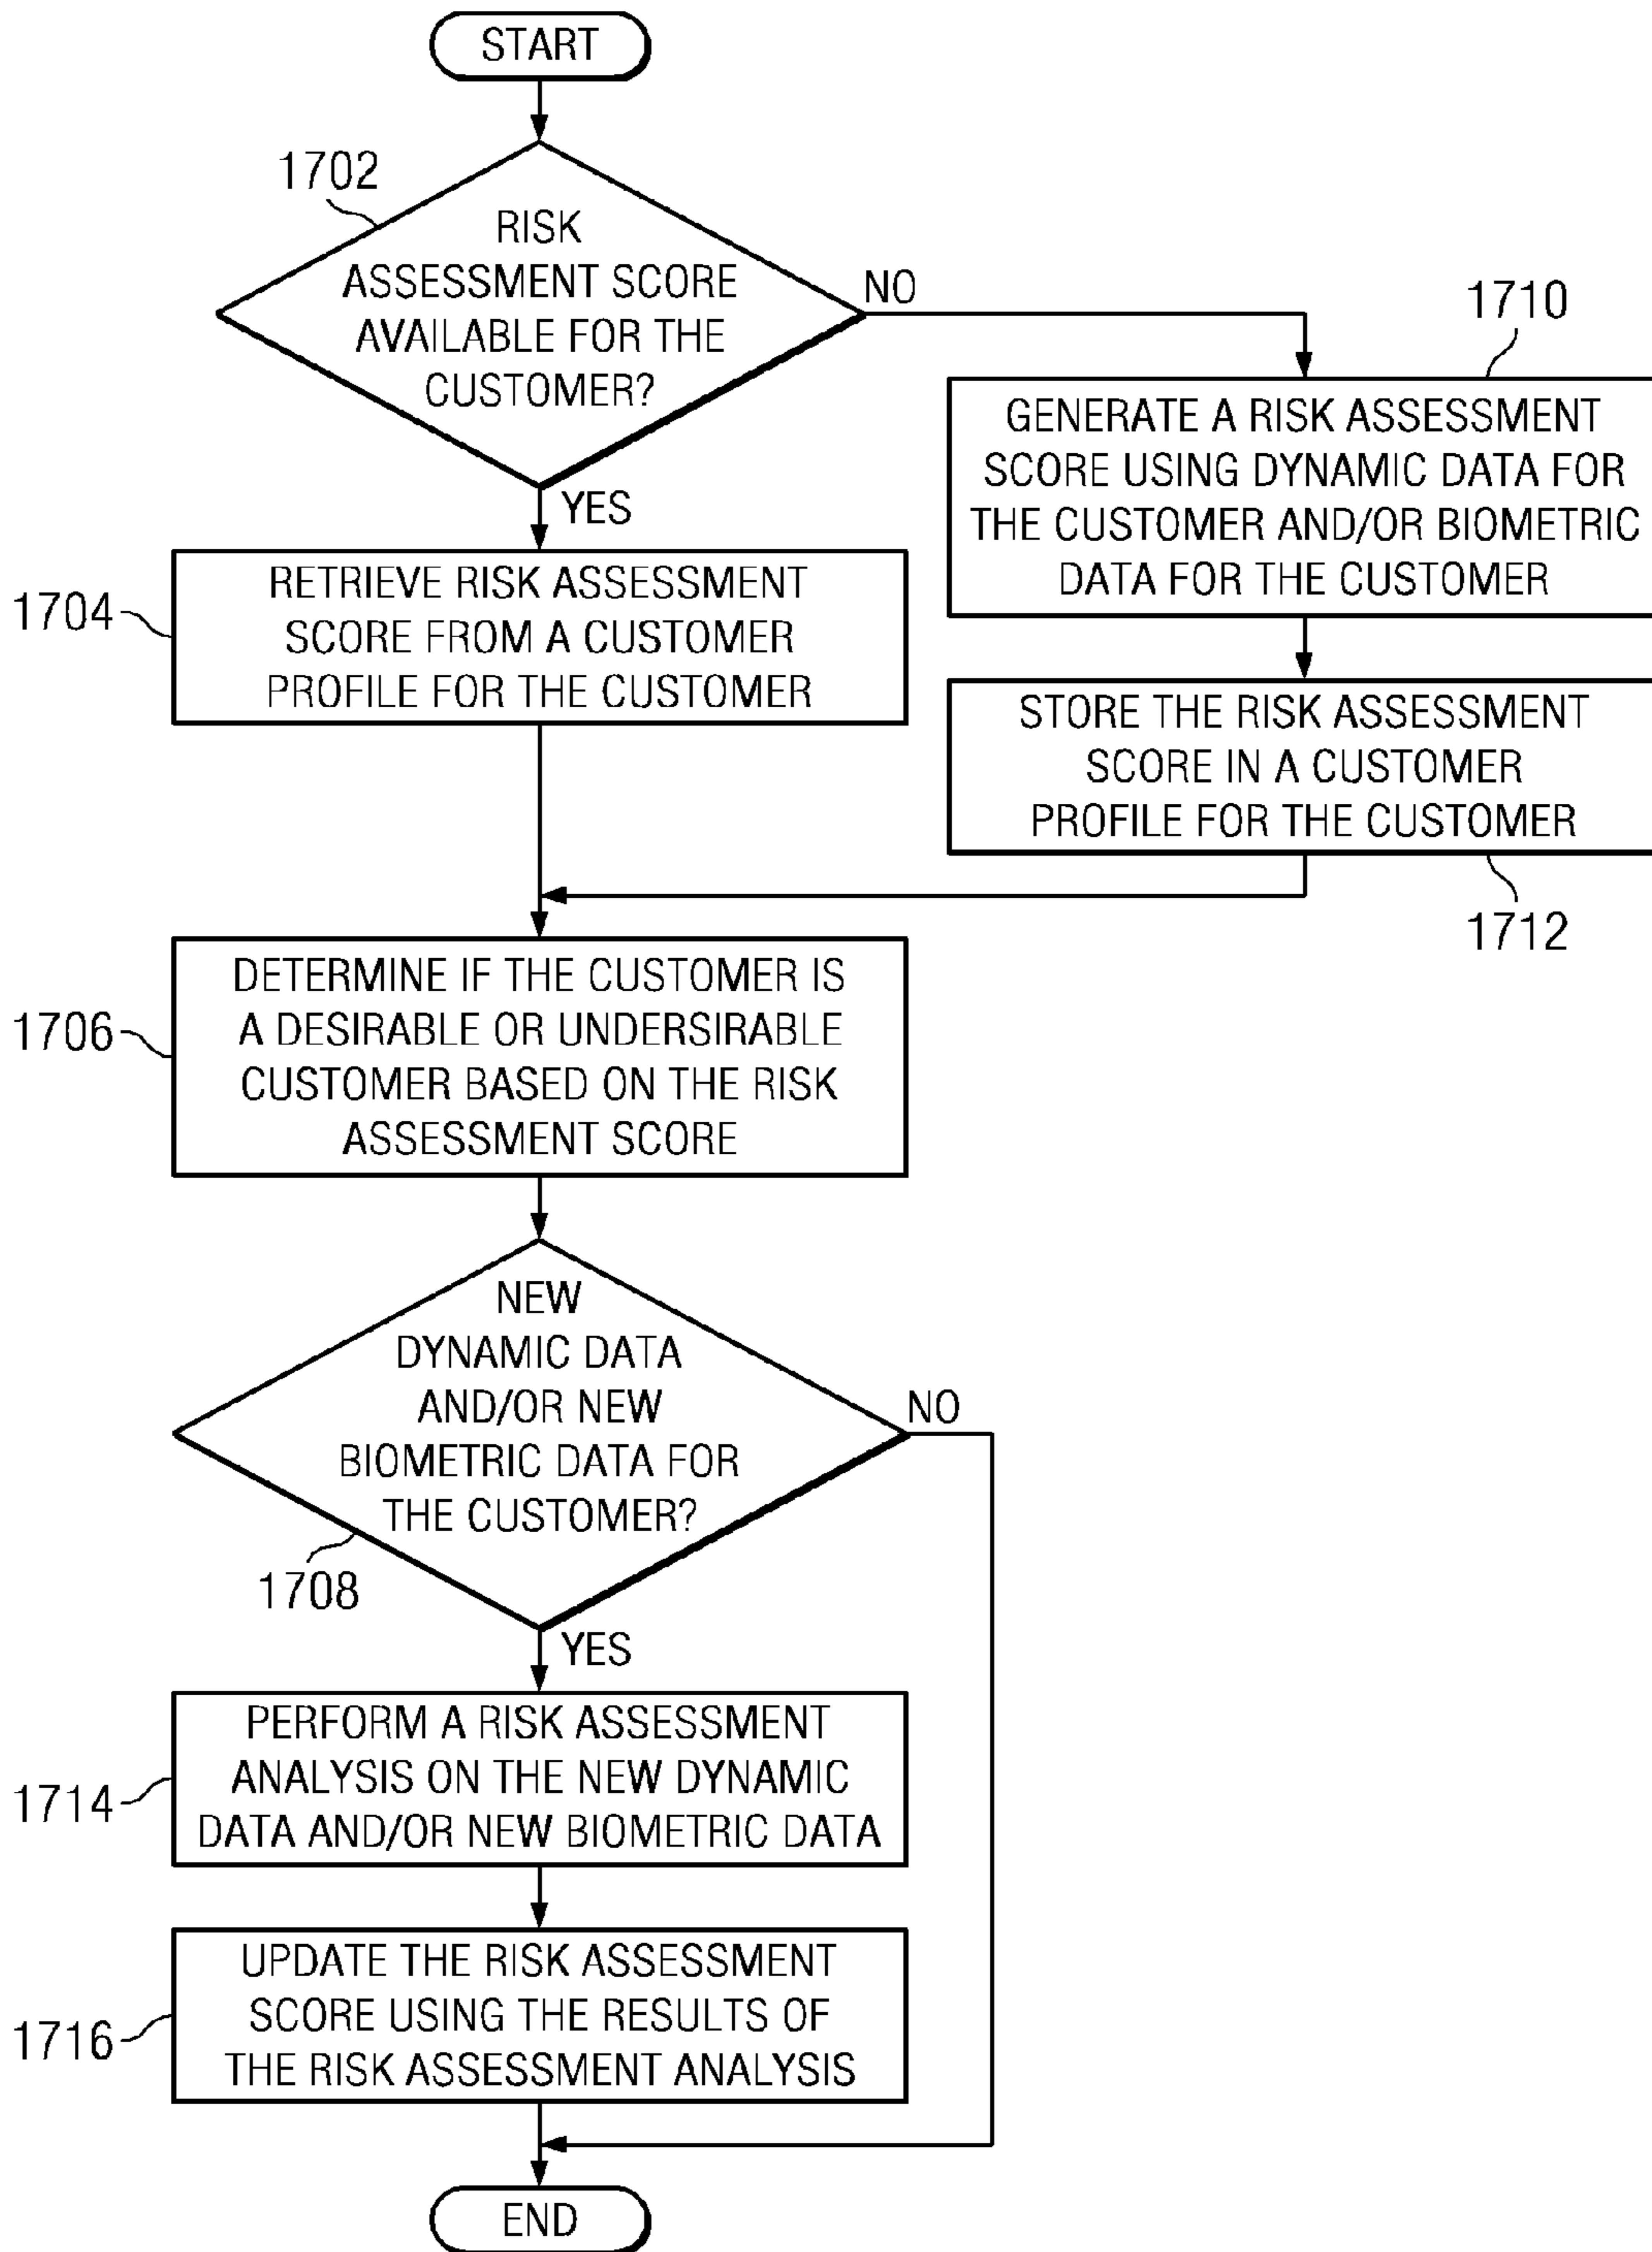 START
1702
RISK
ASSESSMENT SCORE
AVAILABLE FOR THE
CUSTOMER?
NO
YES
1710
GENERATE A RISK ASSESSMENT
SCORE USING DYNAMIC DATA FOR
THE CUSTOMER AND/OR BIOMETRIC
DATA FOR THE CUSTOMER
1704
RETRIEVE RISK ASSESSMENT
SCORE FROM A CUSTOMER
PROFILE FOR THE CUSTOMER
STORE THE RISK ASSESSMENT
SCORE IN A CUSTOMER
PROFILE FOR THE CUSTOMER
1712
1706
DETERMINE IF THE CUSTOMER IS
A DESIRABLE OR UNDERSIRABLE
CUSTOMER BASED ON THE RISK
ASSESSMENT SCORE
NEW
DYNAMIC DATA
AND/OR NEW
BIOMETRIC DATA FOR
THE CUSTOMER?
NO
1708
YES
1714
PERFORM A RISK ASSESSMENT
ANALYSIS ON THE NEW DYNAMIC
DATA AND/OR NEW BIOMETRIC DATA
1716
UPDATE THE RISK ASSESSMENT
SCORE USING THE RESULTS OF
THE RISK ASSESSMENT ANALYSIS
END